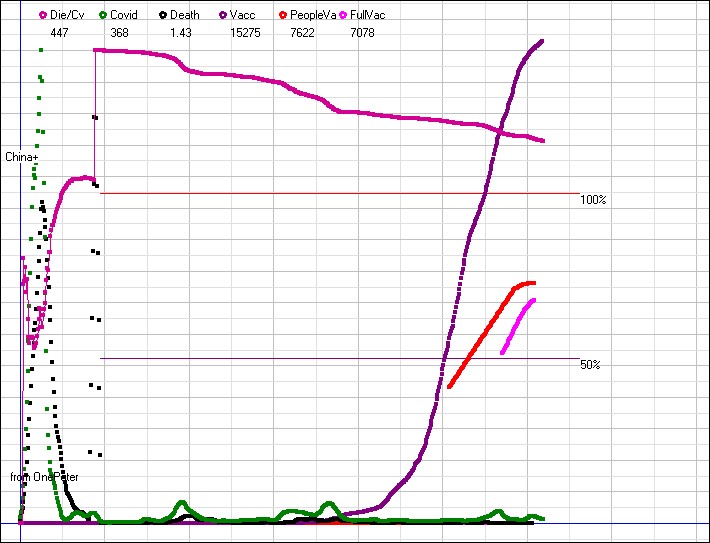 Die/Cv Covid Death Vacc PeopleVa FullVac
447 368 1.43 15275 7622 7078
China+
100%
50%
from OnePeter